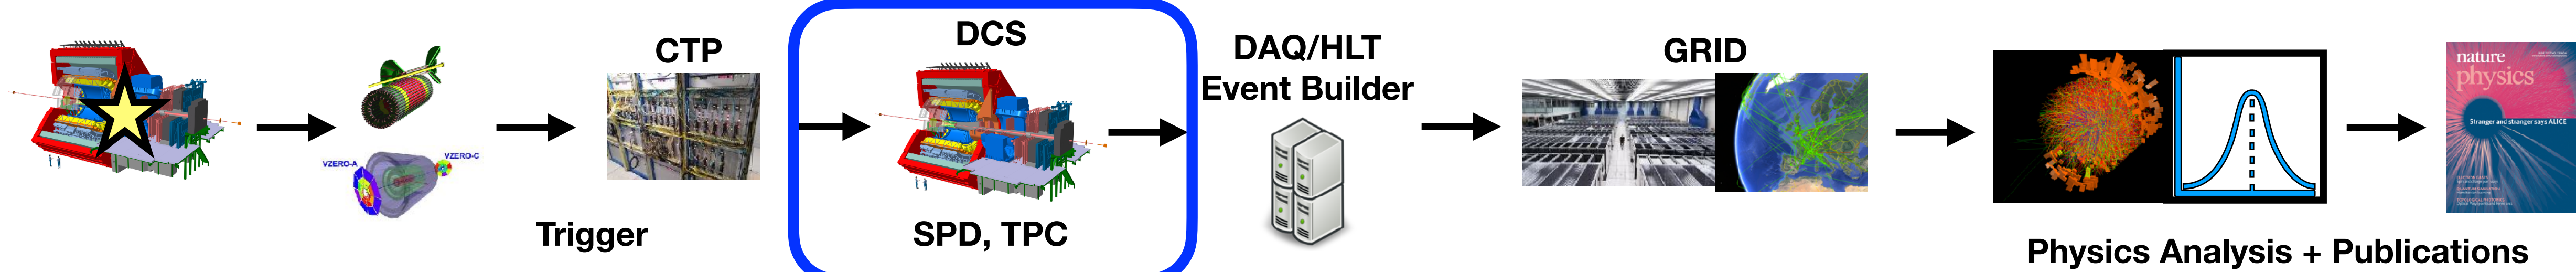 VZERO-A
VZERO-C
Trigger
CTP
DCS
SPD, TPC
DAQ/HLT
Event Builder
GRID
nature
physics
Stranger and stranger says ALICE
Physics Analysis + Publications